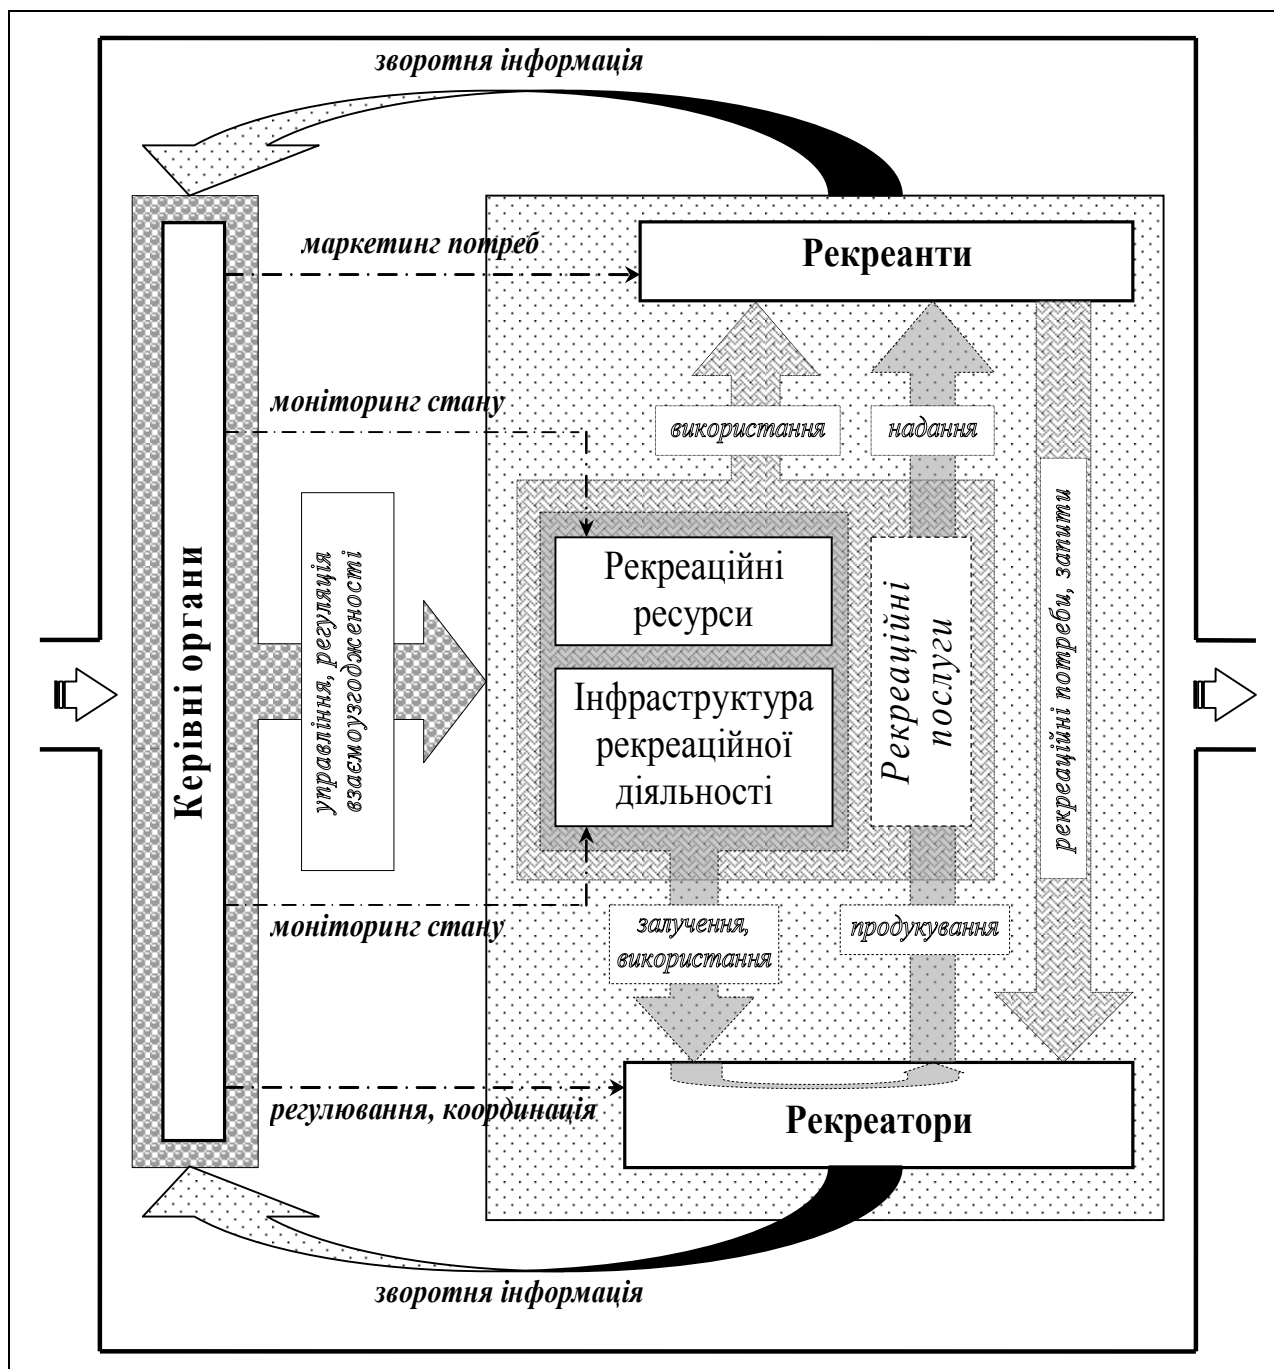 зворотня інформація
маркетинг потреб
Рекреанти
моніторинг стану
використання
надання
Керівні органи
управління, регуляція
взаємоузгодженості
Рекреаційні
ресурси
Інфраструктура
рекреаційної
діяльності
Рекреаційні
послуги
рекреаційні потреби, запити
моніторинг стану
залучення,
використання
продукування
регулювання, координація
Рекреатори
зворотня інформація